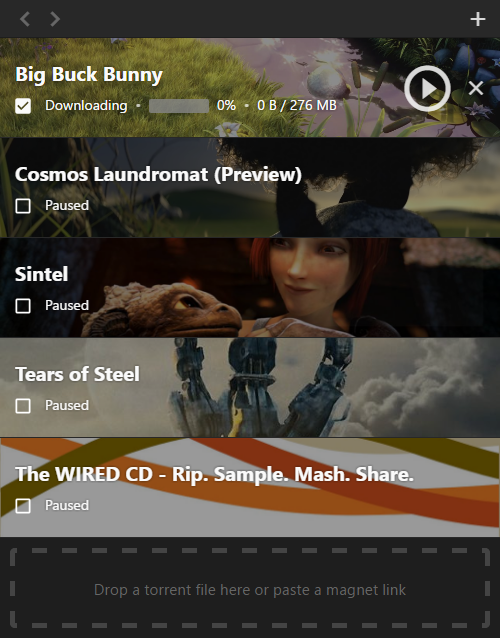 Big Buck Bunny
Downloading • 0% • 0 B / 276 MB
Cosmos Laundromat (Preview)
Paused
Sintel
Paused
Tears of Steel
Paused
The WIRED CD - Rip. Sample. Mash. Share.
Paused
Drop a torrent file here or paste a magnet link